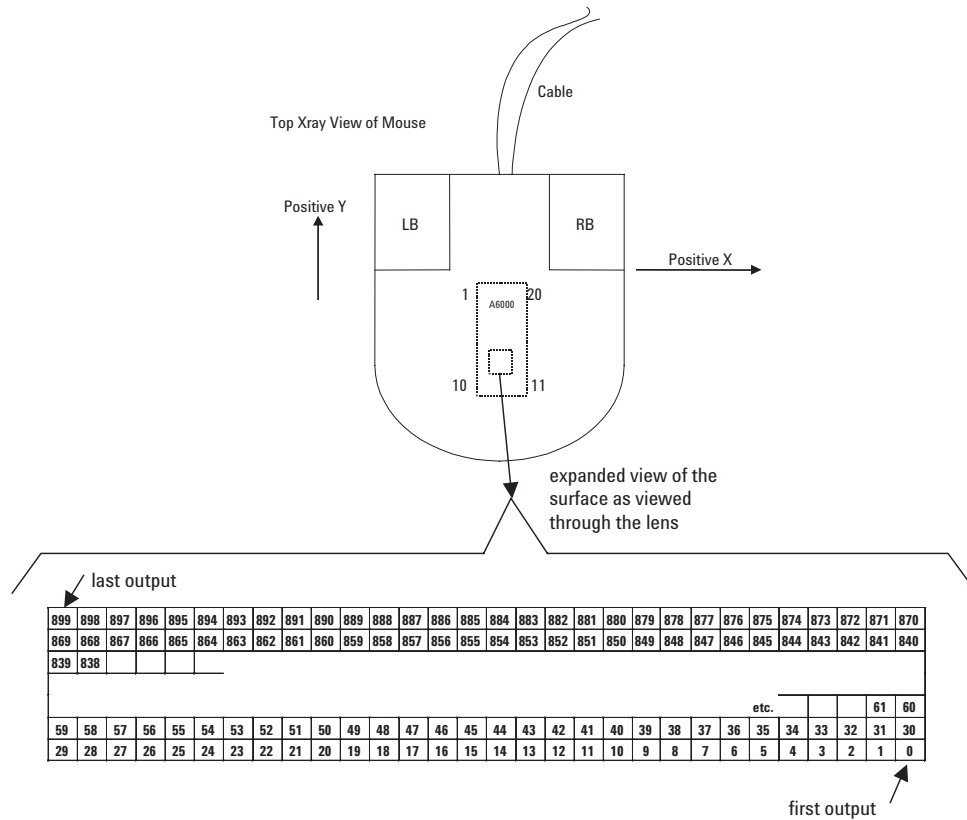 Cable
Top Xray View of Mouse
Positive Y
LB
RB
Positive X
1
A6000
20
10
11
expanded view of the
surface as viewed
through the lens
last output
899 898 897 896 895 894 893 892 891 890 889 888 887 886 885 884 883 882 881 880 879 878 877 876 875 874 873 872 871 870
869 868 867 866 865 864 863 862 861 860 859 858 857 856 855 854 853 852 851 850 849 848 847 846 845 844 843 842 841 840
839 838
etc. 61 60
59 58 57 56 55 54 53 52 51 50 49 48 47 46 45 44 43 42 41 40 39 38 37 36 35 34 33 32 31 30
29 28 27 26 25 24 23 22 21 20 19 18 17 16 15 14 13 12 11 10 9 8 7 6 5 4 3 2 1 0
first output